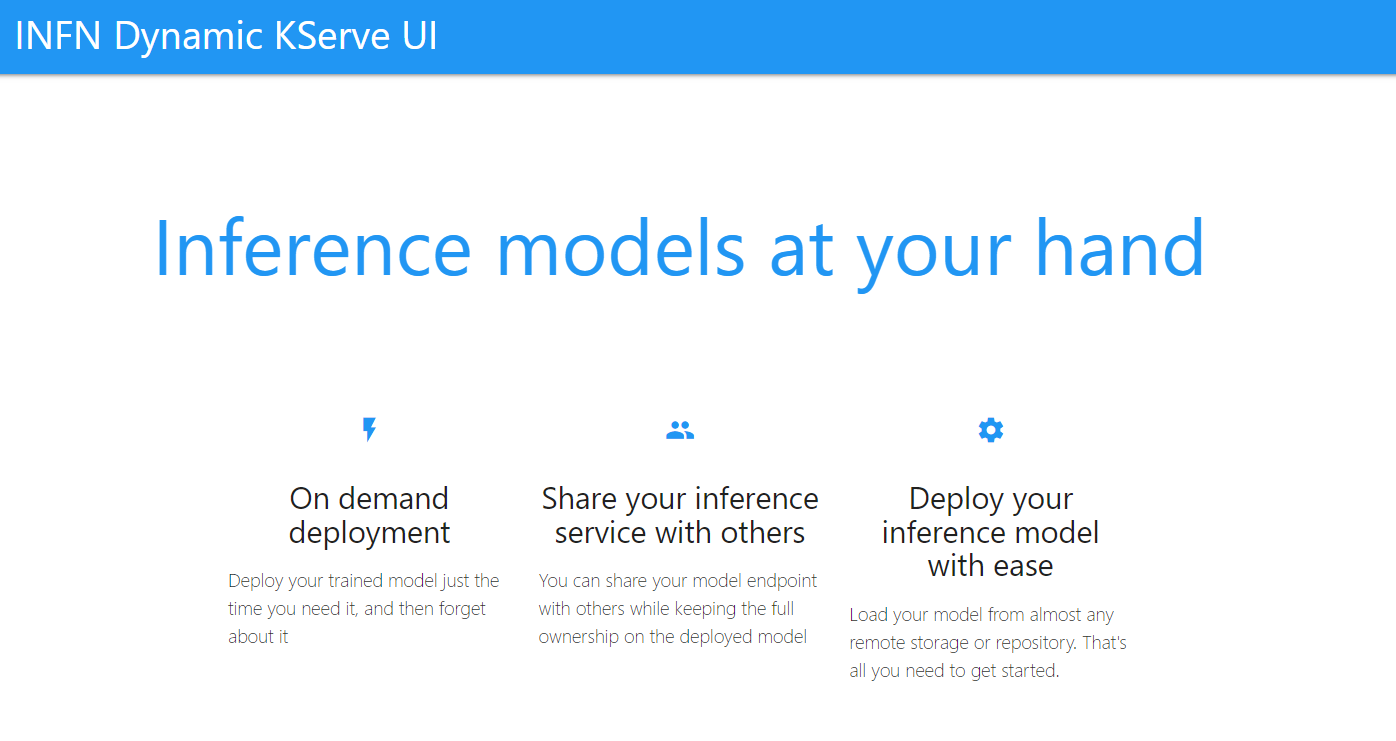 INFN Dynamic KServe UI
Inference models at your hand
On demand
deployment
Deploy your trained model just the
time you need it, and then forget
about it
Share your inference
service with others
You can share your model endpoint
with others while keeping the full
ownership on the deployed model
Deploy your
inference model
with ease
Load your model from almost any
remote storage or repository. That's
all you need to get started.